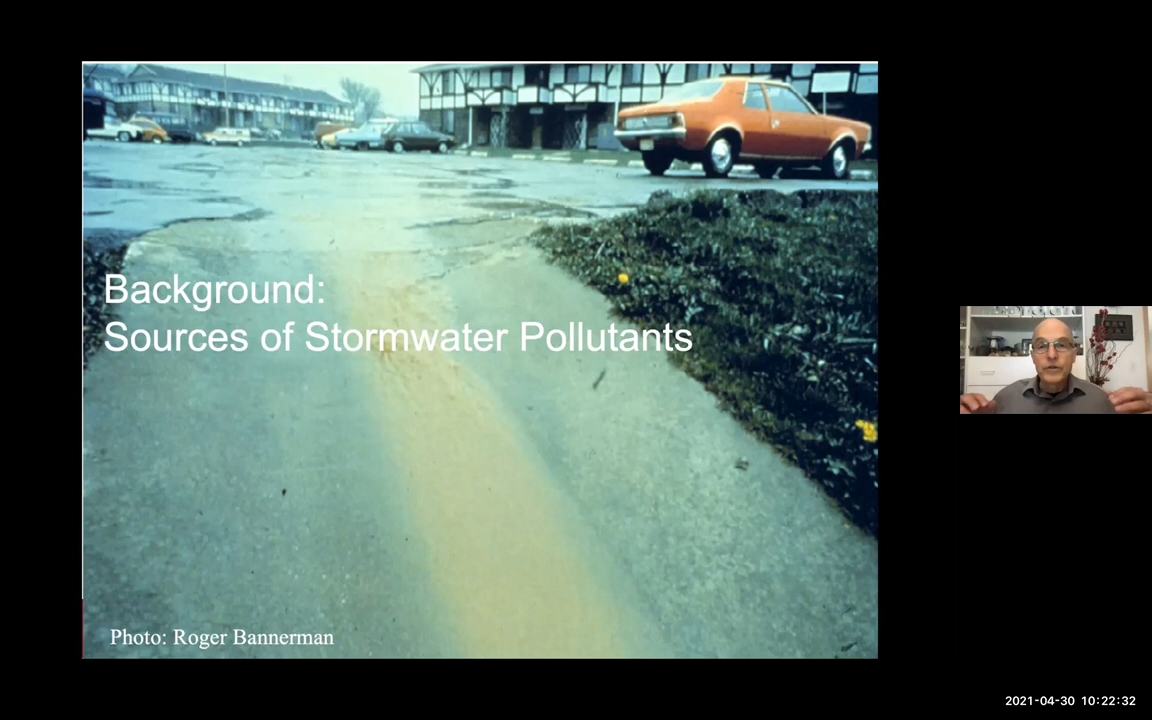 Background:
Sources of Stormwater Pollutants
Photo: Roger Bannerman
2021-04-30 10:22:32